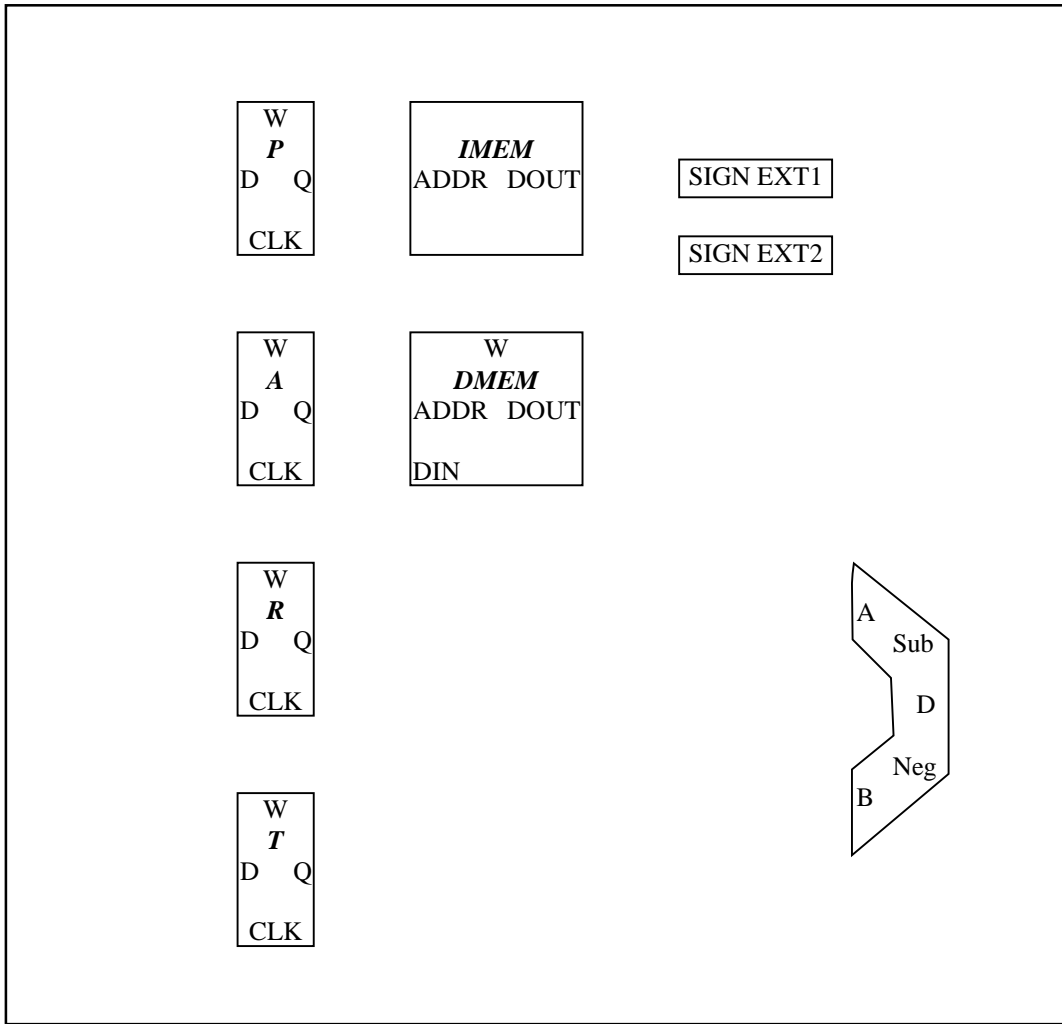 W
P
D Q
CLK
IMEM
ADDR DOUT
SIGN EXT1
SIGN EXT2
W
A
D Q
CLK
W
DMEM
ADDR DOUT
DIN
W
R
D Q
CLK
A
Sub
D
Neg
B
W
T
D Q
CLK